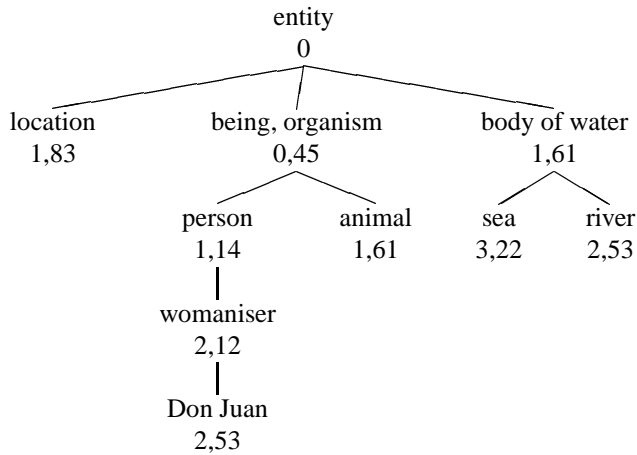 entity
0
location being, organism body of water
1,83 0,45 1,61
person animal sea river
1,14 1,61 3,22 2,53
womaniser
2,12
Don Juan
2,53